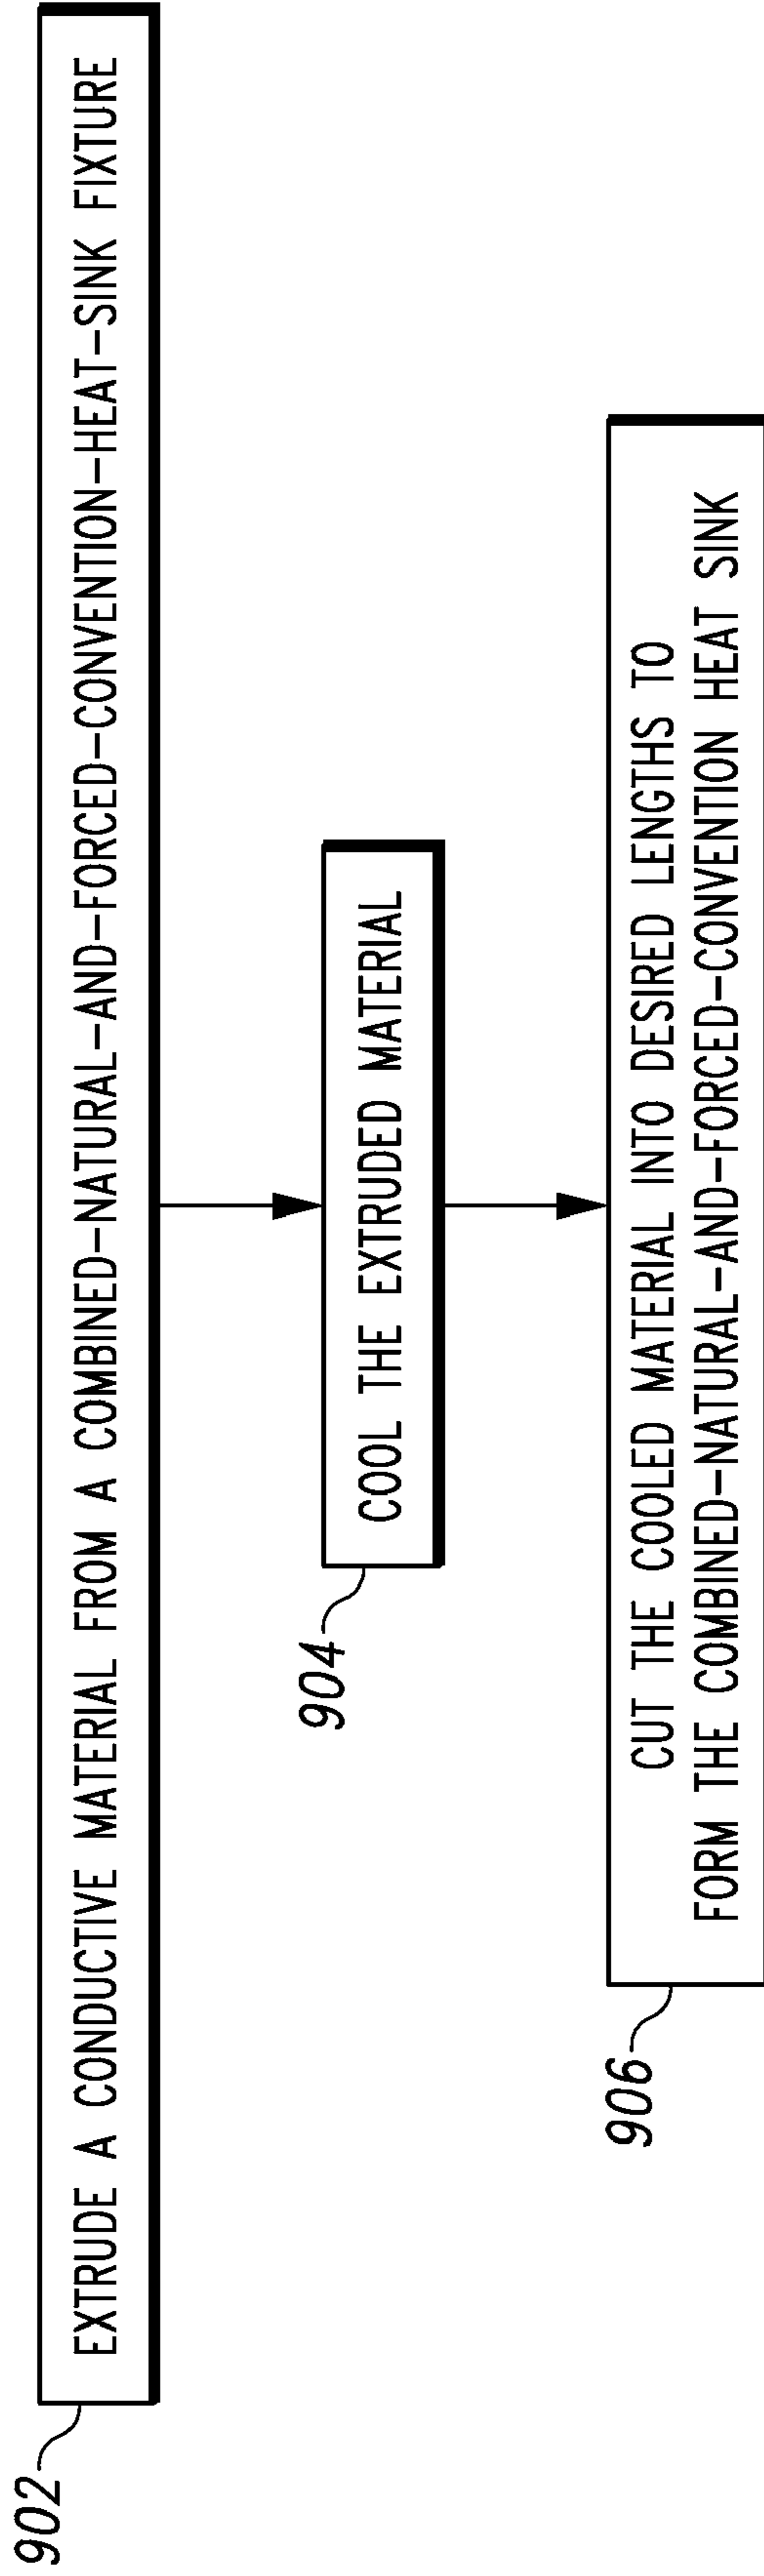 902
EXTRUDE A CONDUCTIVE MATERIAL FROM A COMBINED-NATURAL-AND-FORCED-CONVENTION-HEAT-SINK FIXTURE
904
COOL THE EXTRUDED MATERIAL
906
CUT THE COOLED MATERIAL INTO DESIRED LENGTHS TO
FORM THE COMBINED-NATURAL-AND-FORCED-CONVENTION HEAT SINK